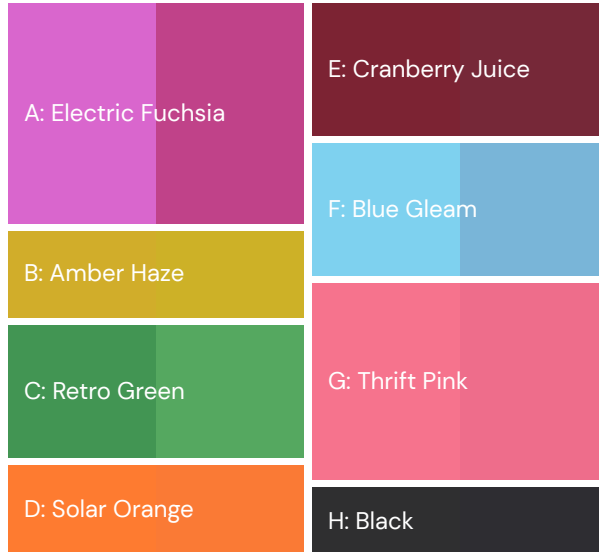 A: Electric Fuchsia
B: Amber Haze
C: Retro Green
D: Solar Orange
E: Cranberry Juice
F: Blue Gleam
G: Thrift Pink
H: Black